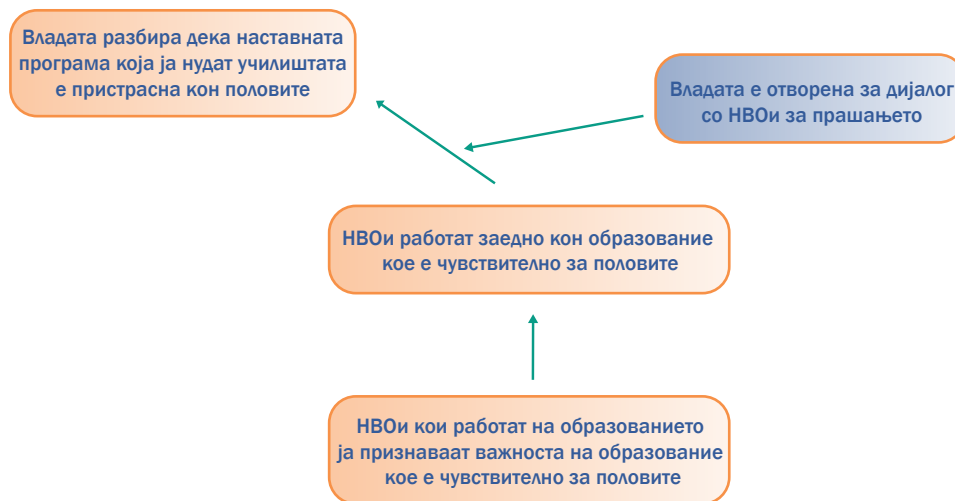 Владата разбира дека наставната
програма која ја нудат училиштата
е пристрасна кон половите
Владата е отворена за дијалог
со НВОи за прашањето
НВОи работат заедно кон образование
кое е чувствително за половите
НВОи кои работат на образованието
ја признаваат важноста на образование
кое е чувствително за половите